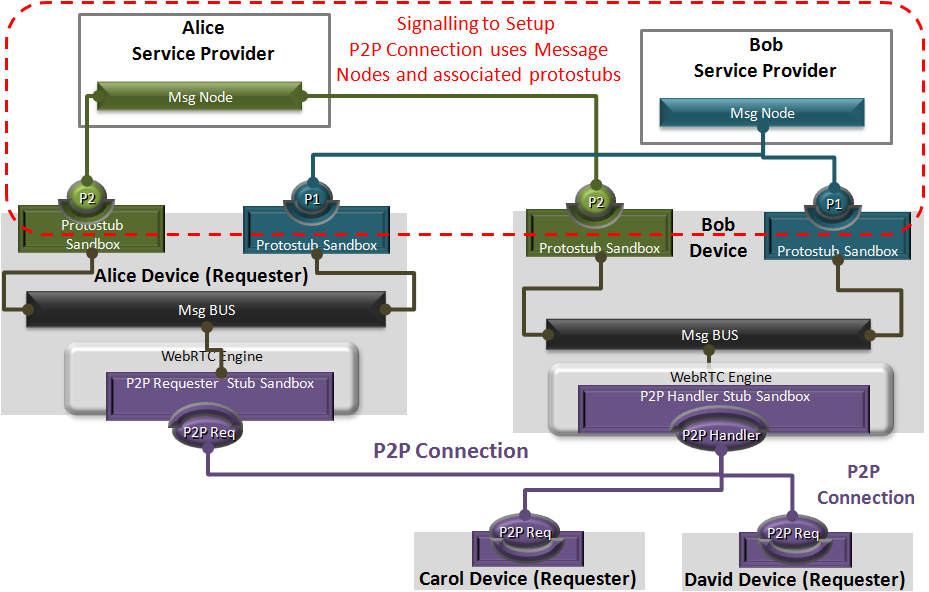 Alice
Service Provider
Msg Node
Signalling to Setup
P2P Connection uses Message
Nodes and associated protostubs
Bob
Service Provider
Msg Node
P2
Protostub
Sandbox
P1
Protostub Sandbox
P2
Protostub Sandbox
Bob
Device
P1
Protostub Sandbox
Alice Device (Requester)
Msg BUS
WebRTC Engine
P2P Requester Stub Sandbox
P2P Req
Msg BUS
WebRTC Engine
P2P Handler Stub Sandbox
P2P Handler
P2P Connection
P2P
Connection
P2P Req
Carol Device (Requester)
P2P Req
David Device (Requester)